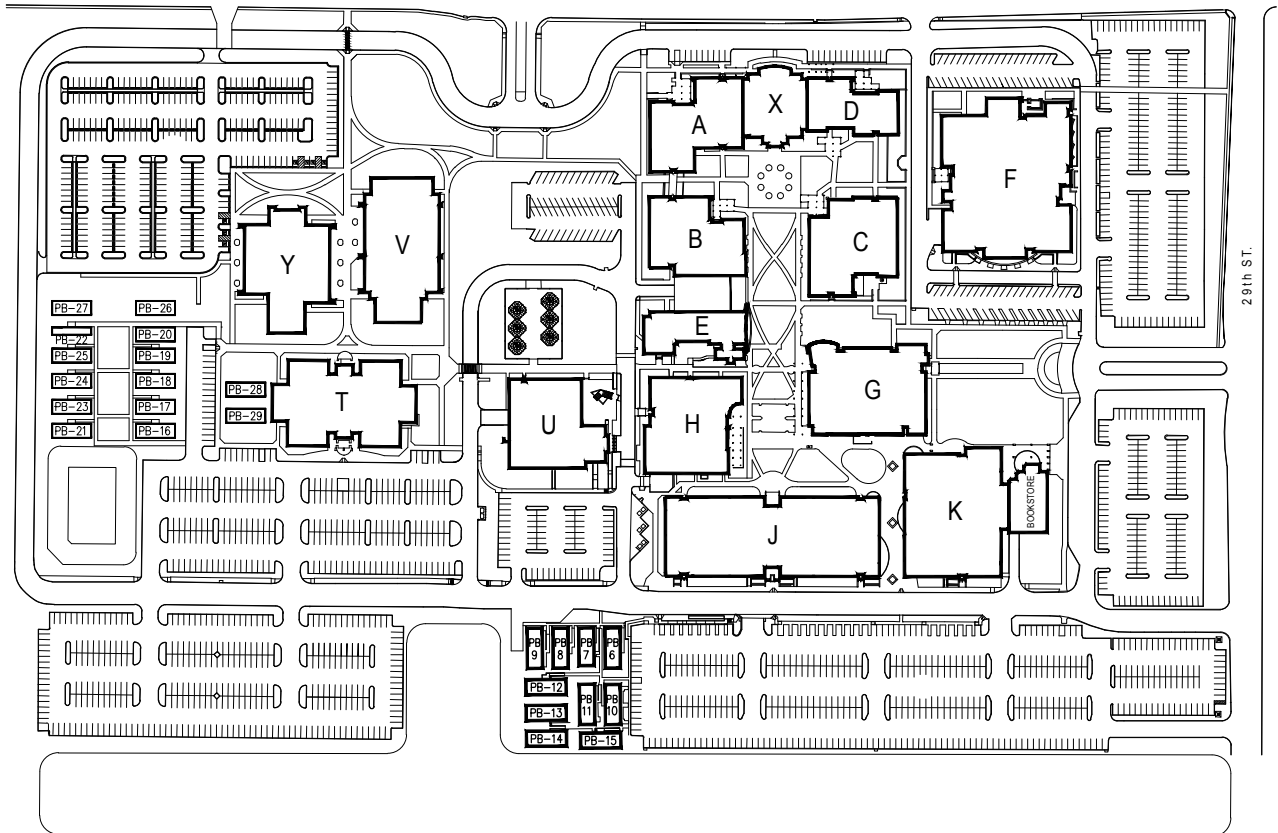 X
A
D
F
V
B
C
Y
29th ST.
PB-27
PB-26
E
PB-22
PB-20
PB-25
PB-19
PB-24
PB-18
PB-28
PB-23
PB-17
PB-29
T
PB-21
PB-16
U
H
G
J
K
BOOKSTORE
PB
9
PB
8
PB
7
PB
6
PB-12
PB
11
PB
10
PB-13
PB-14
PB-15